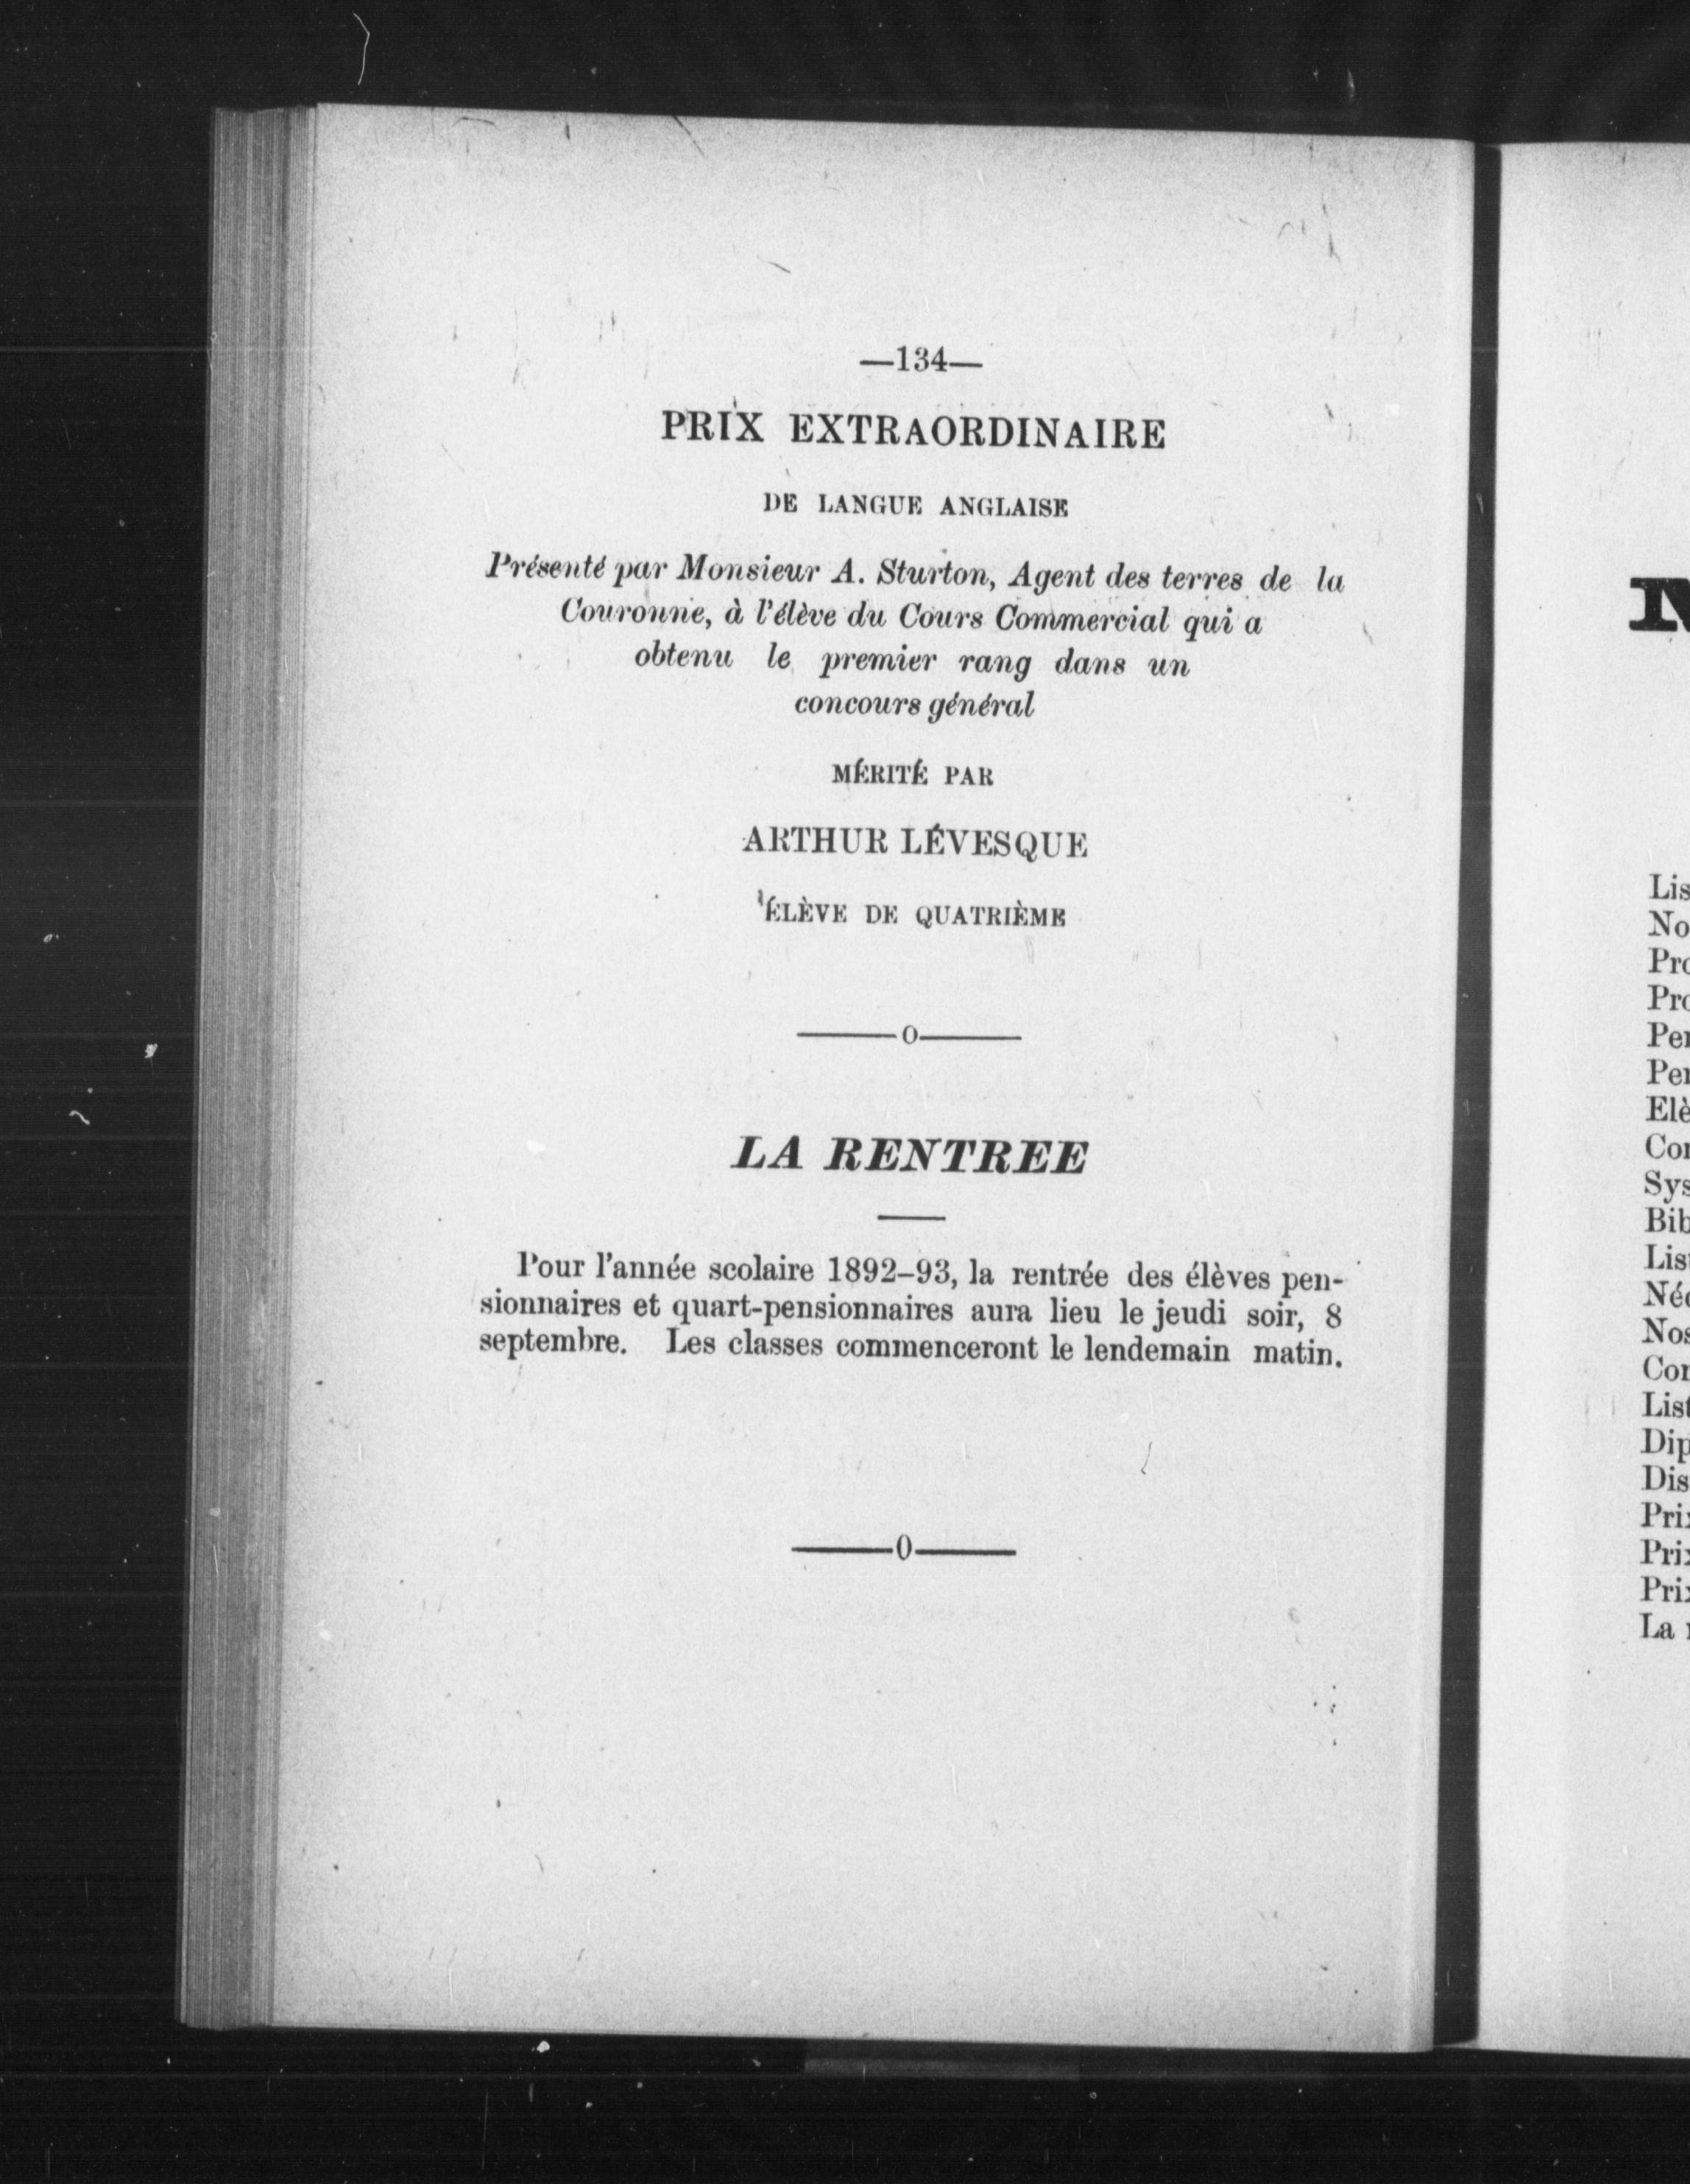 —134—
PRIX EXTRAORDINAIRE
DE LANGUE ANGLAISE
Présenté par Monsieur A. Sturton, Agent des terres de la
Couronne, à l'élève du Cours Commercial qui a
obtenu le premier rang dans un
concours général
MÉRITÉ PAR
ARTHUR LÉVESQUE
ÉLÈVE DE QUATRIÈME
———o———
LA RENTREE
Pour l'année scolaire 1892-93, la rentrée des élèves pen-
sionnaires et quart-pensionnaires aura lieu le jeudi soir, 8
septembre. Les classes commenceront le lendemain matin.
———0———
La